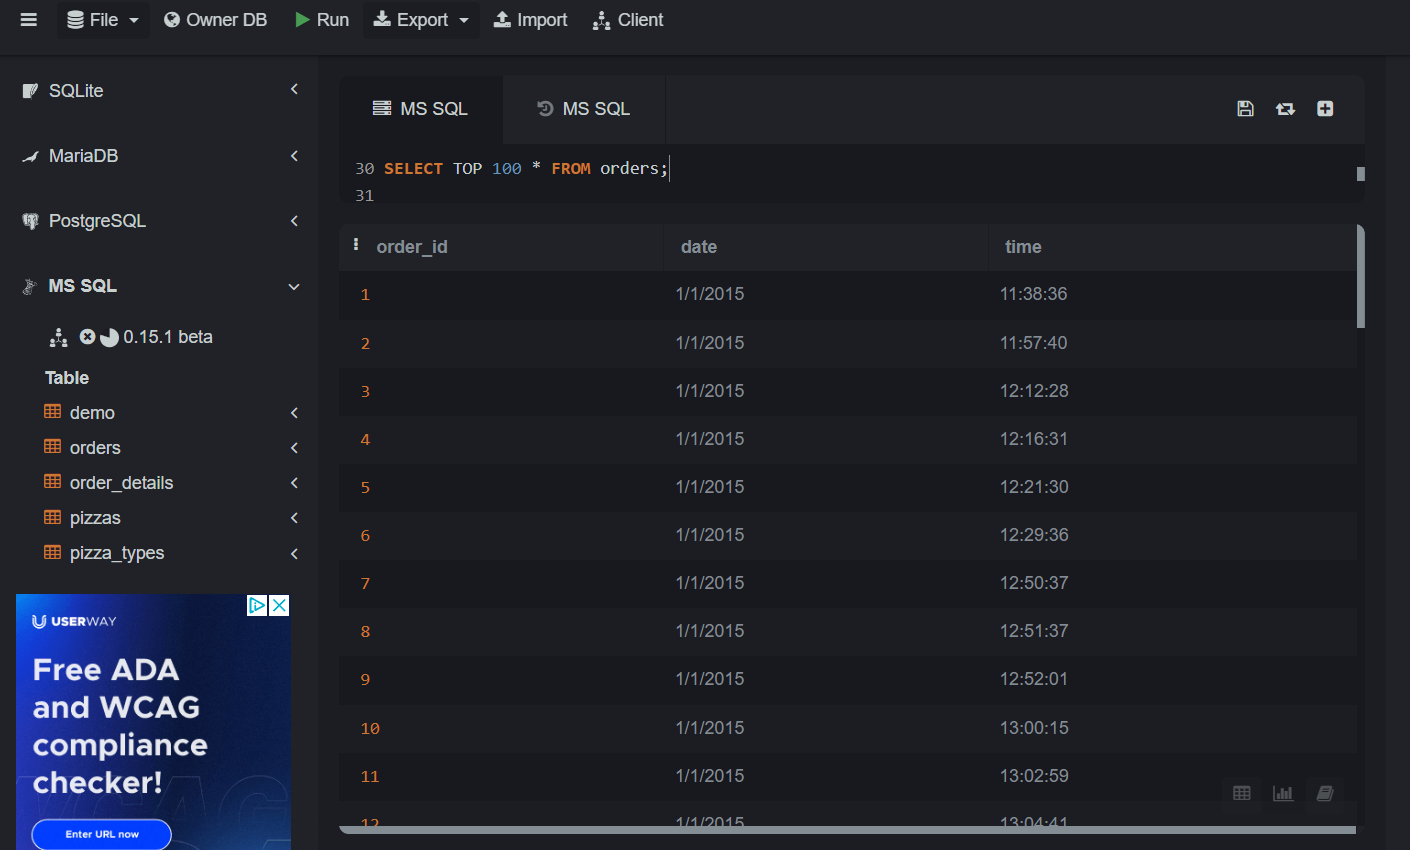 File Owner DB Run Export Import Client
SQLite
MariaDB
PostgreSQL
MS SQL
0.15.1 beta
Table
demo
orders
order_details
pizzas
pizza_types
USERWAY
Free ADA
and WCAG
compliance
checker!
Enter URL now
MS SQL MS SQL
30 SELECT TOP 100 * FROM orders;
31
order_id date time
1 1/1/2015 11:38:36
2 1/1/2015 11:57:40
3 1/1/2015 12:12:28
4 1/1/2015 12:16:31
5 1/1/2015 12:21:30
6 1/1/2015 12:29:36
7 1/1/2015 12:50:37
8 1/1/2015 12:51:37
9 1/1/2015 12:52:01
10 1/1/2015 13:00:15
11 1/1/2015 13:02:59
12 1/1/2015 13:04:41